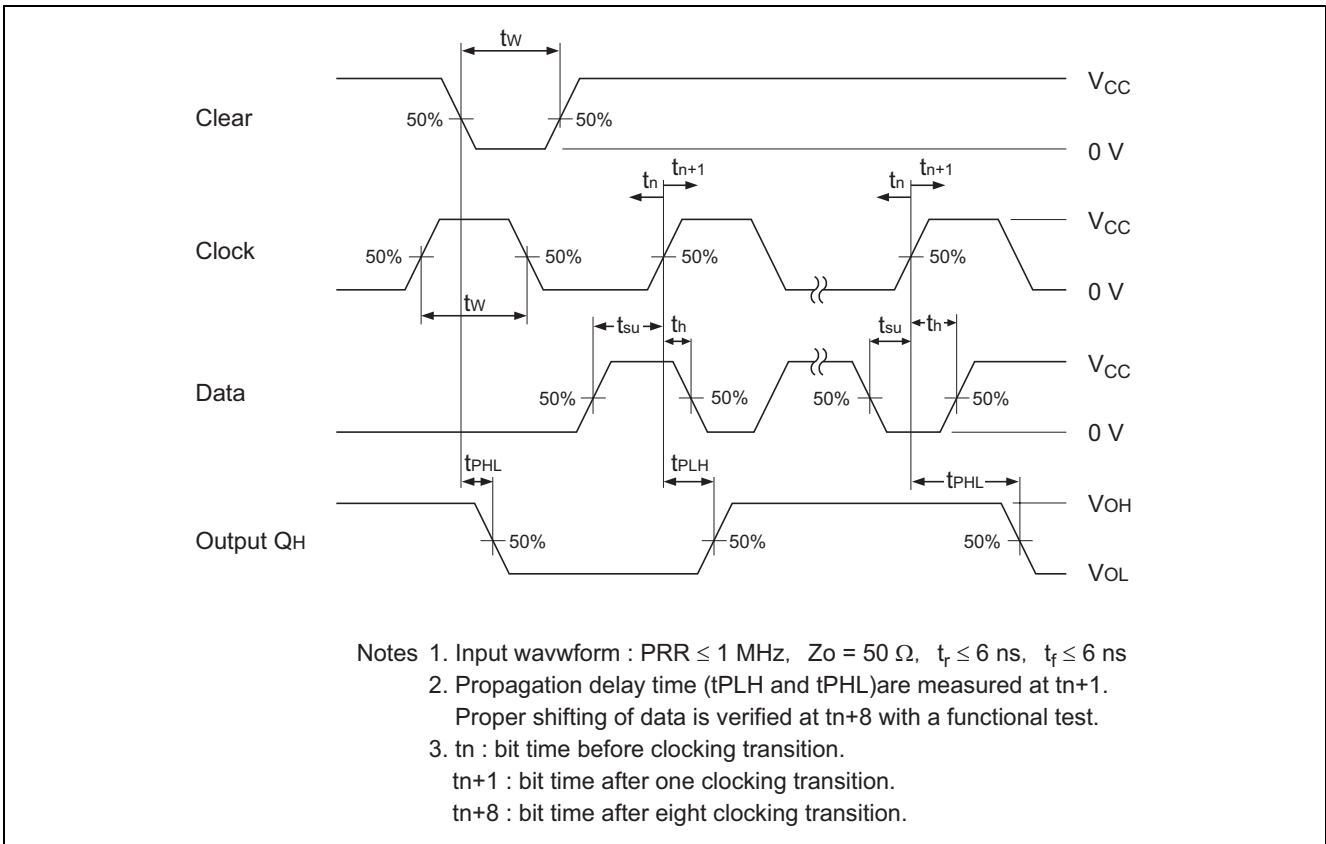 tw
Clear
50%
50%
VCC
0 V
tn
tn+1
tn
tn+1
Clock
50%
50%
50%
50%
VCC
0 V
tw
tsu
th
tsu
th
Data
50%
50%
50%
50%
VCC
0 V
tPHL
tPLH
tPHL
Output QH
50%
50%
50%
VOH
VOL
Notes 1. Input wavwform : PRR ≤ 1 MHz, Zo = 50 Ω, tr ≤ 6 ns, tf ≤ 6 ns
2. Propagation delay time (tPLH and tPHL)are measured at tn+1.
Proper shifting of data is verified at tn+8 with a functional test.
3. tn : bit time before clocking transition.
tn+1 : bit time after one clocking transition.
tn+8 : bit time after eight clocking transition.